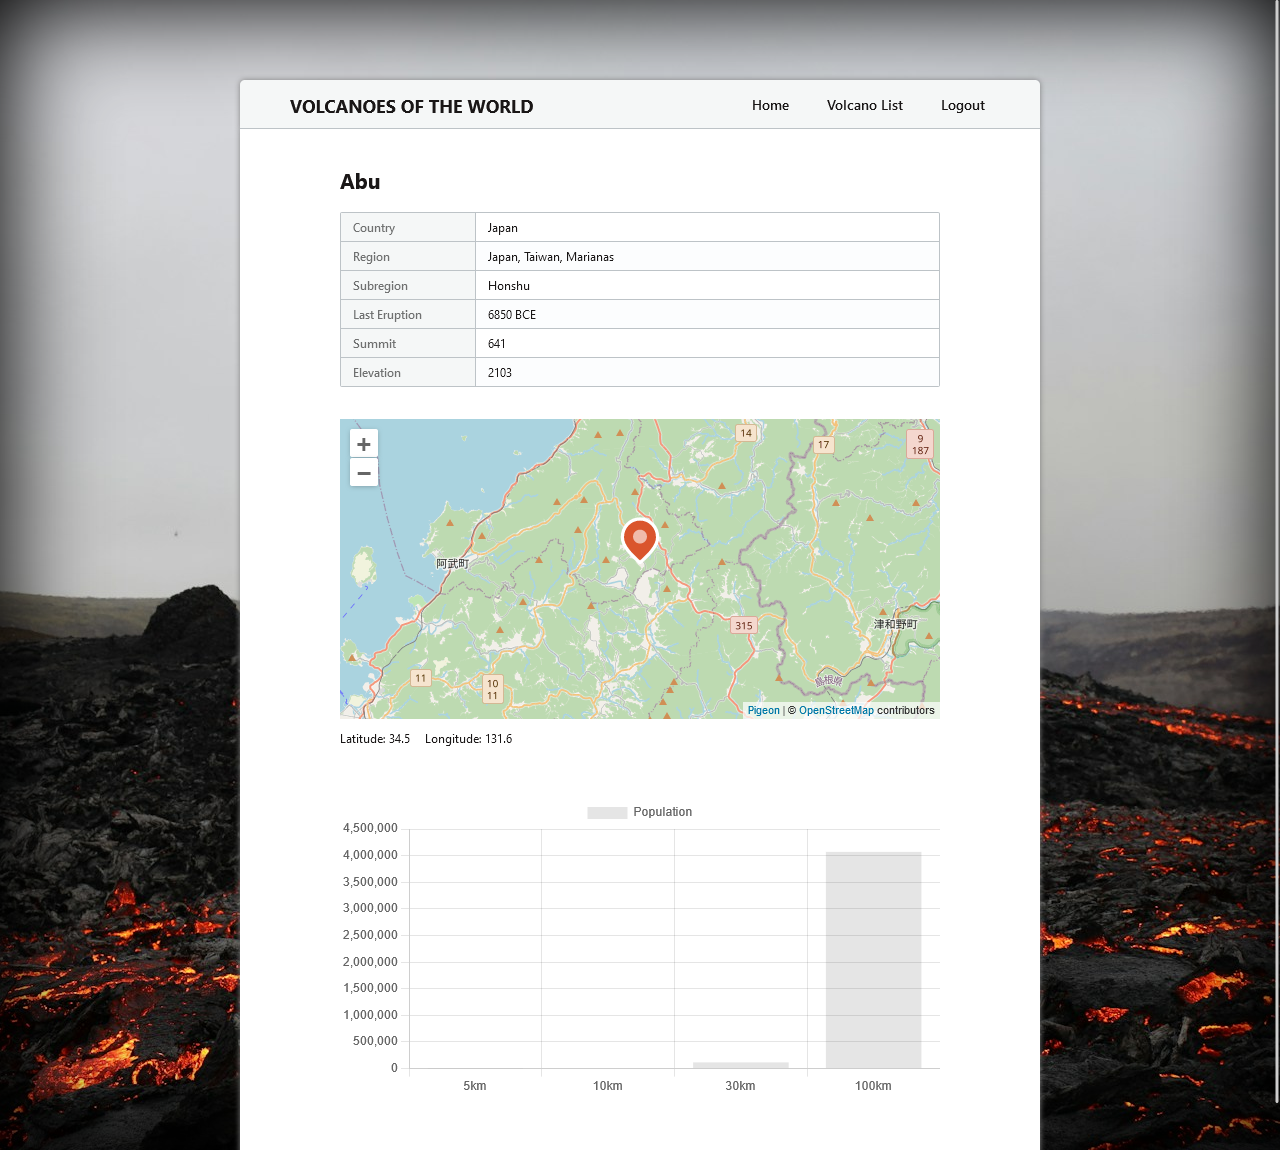 VOLCANOES OF THE WORLD
Home Volcano List Logout
Abu
Country Japan
Region Japan, Taiwan, Marianas
Subregion Honshu
Last Eruption 6850 BCE
Summit 641
Elevation 2103
+
−
14
17
9
187
阿武町
315
津和野町
11
10
11
島根県
Pigeon | © OpenStreetMap contributors
Latitude: 34.5 Longitude: 131.6
Population
4,500,000
4,000,000
3,500,000
3,000,000
2,500,000
2,000,000
1,500,000
1,000,000
500,000
0
5km 10km 30km 100km